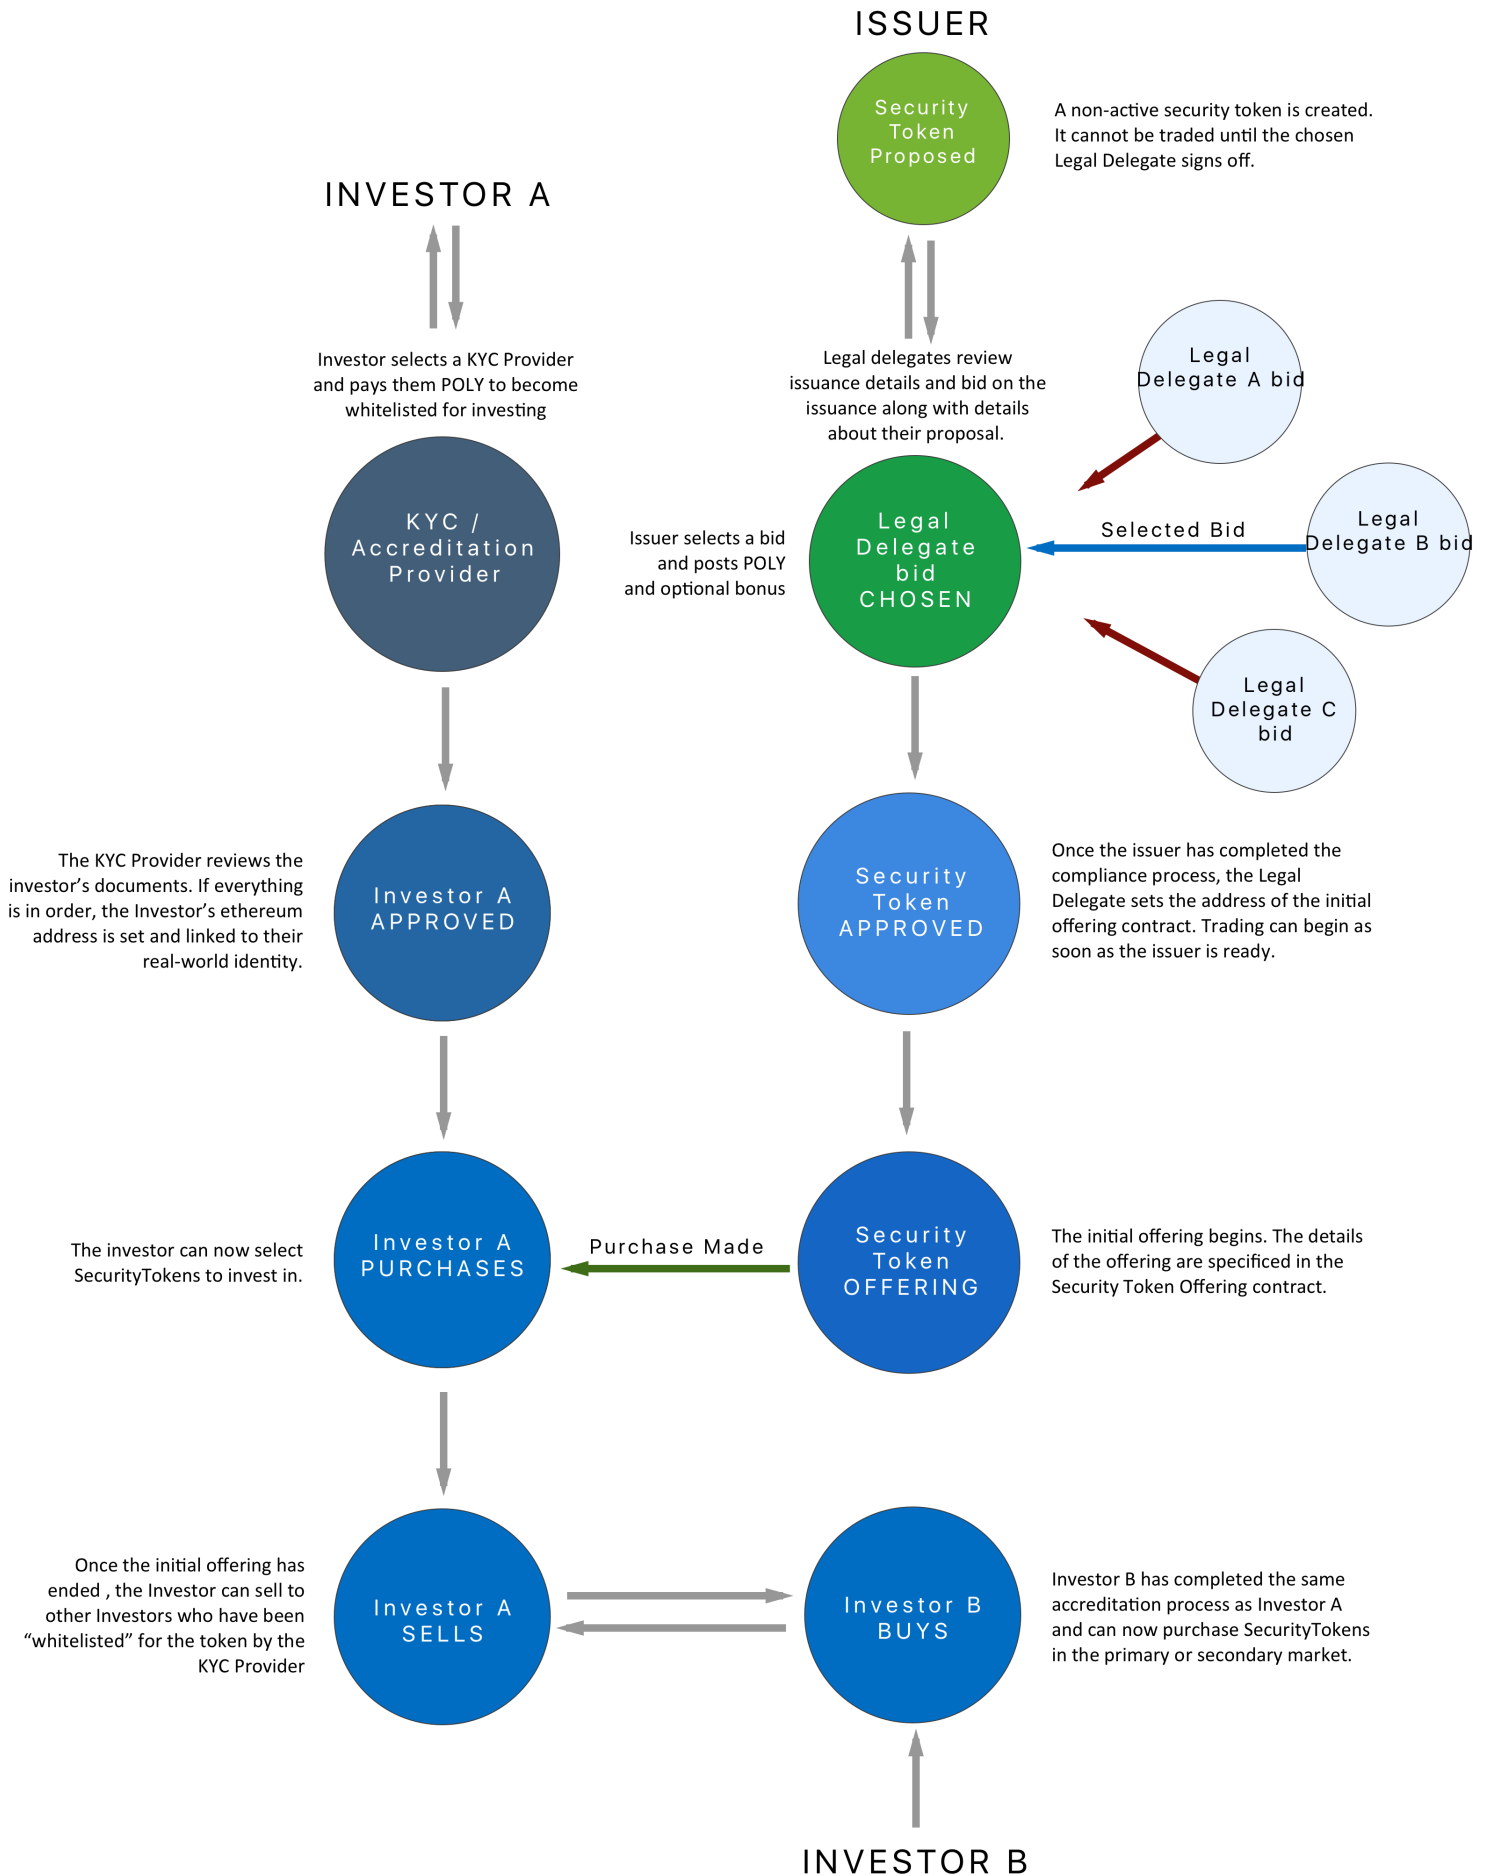 ISSUER
Security
Token
Proposed
A non-active security token is created.
It cannot be traded until the chosen
Legal Delegate signs off.
INVESTOR A
Investor selects a KYC Provider
and pays them POLY to become
whitelisted for investing
Legal delegates review
issuance details and bid on the
issuance along with details
about their proposal.
Legal
Delegate A bid
KYC /
Accreditation
Provider
Issuer selects a bid
and posts POLY
and optional bonus
Legal
Delegate
bid
CHOSEN
Selected Bid
Legal
Delegate B bid
Legal
Delegate C
bid
The KYC Provider reviews the
investor’s documents. If everything
is in order, the Investor’s ethereum
address is set and linked to their
real-world identity.
Investor A
APPROVED
Security
Token
APPROVED
Once the issuer has completed the
compliance process, the Legal
Delegate sets the address of the initial
offering contract. Trading can begin as
soon as the issuer is ready.
The investor can now select
SecurityTokens to invest in.
Investor A
PURCHASES
Purchase Made
Security
Token
OFFERING
The initial offering begins. The details
of the offering are specificed in the
Security Token Offering contract.
Once the initial offering has
ended , the Investor can sell to
other Investors who have been
“whitelisted” for the token by the
KYC Provider
Investor A
SELLS
Investor B
BUYS
Investor B has completed the same
accreditation process as Investor A
and can now purchase SecurityTokens
in the primary or secondary market.
INVESTOR B